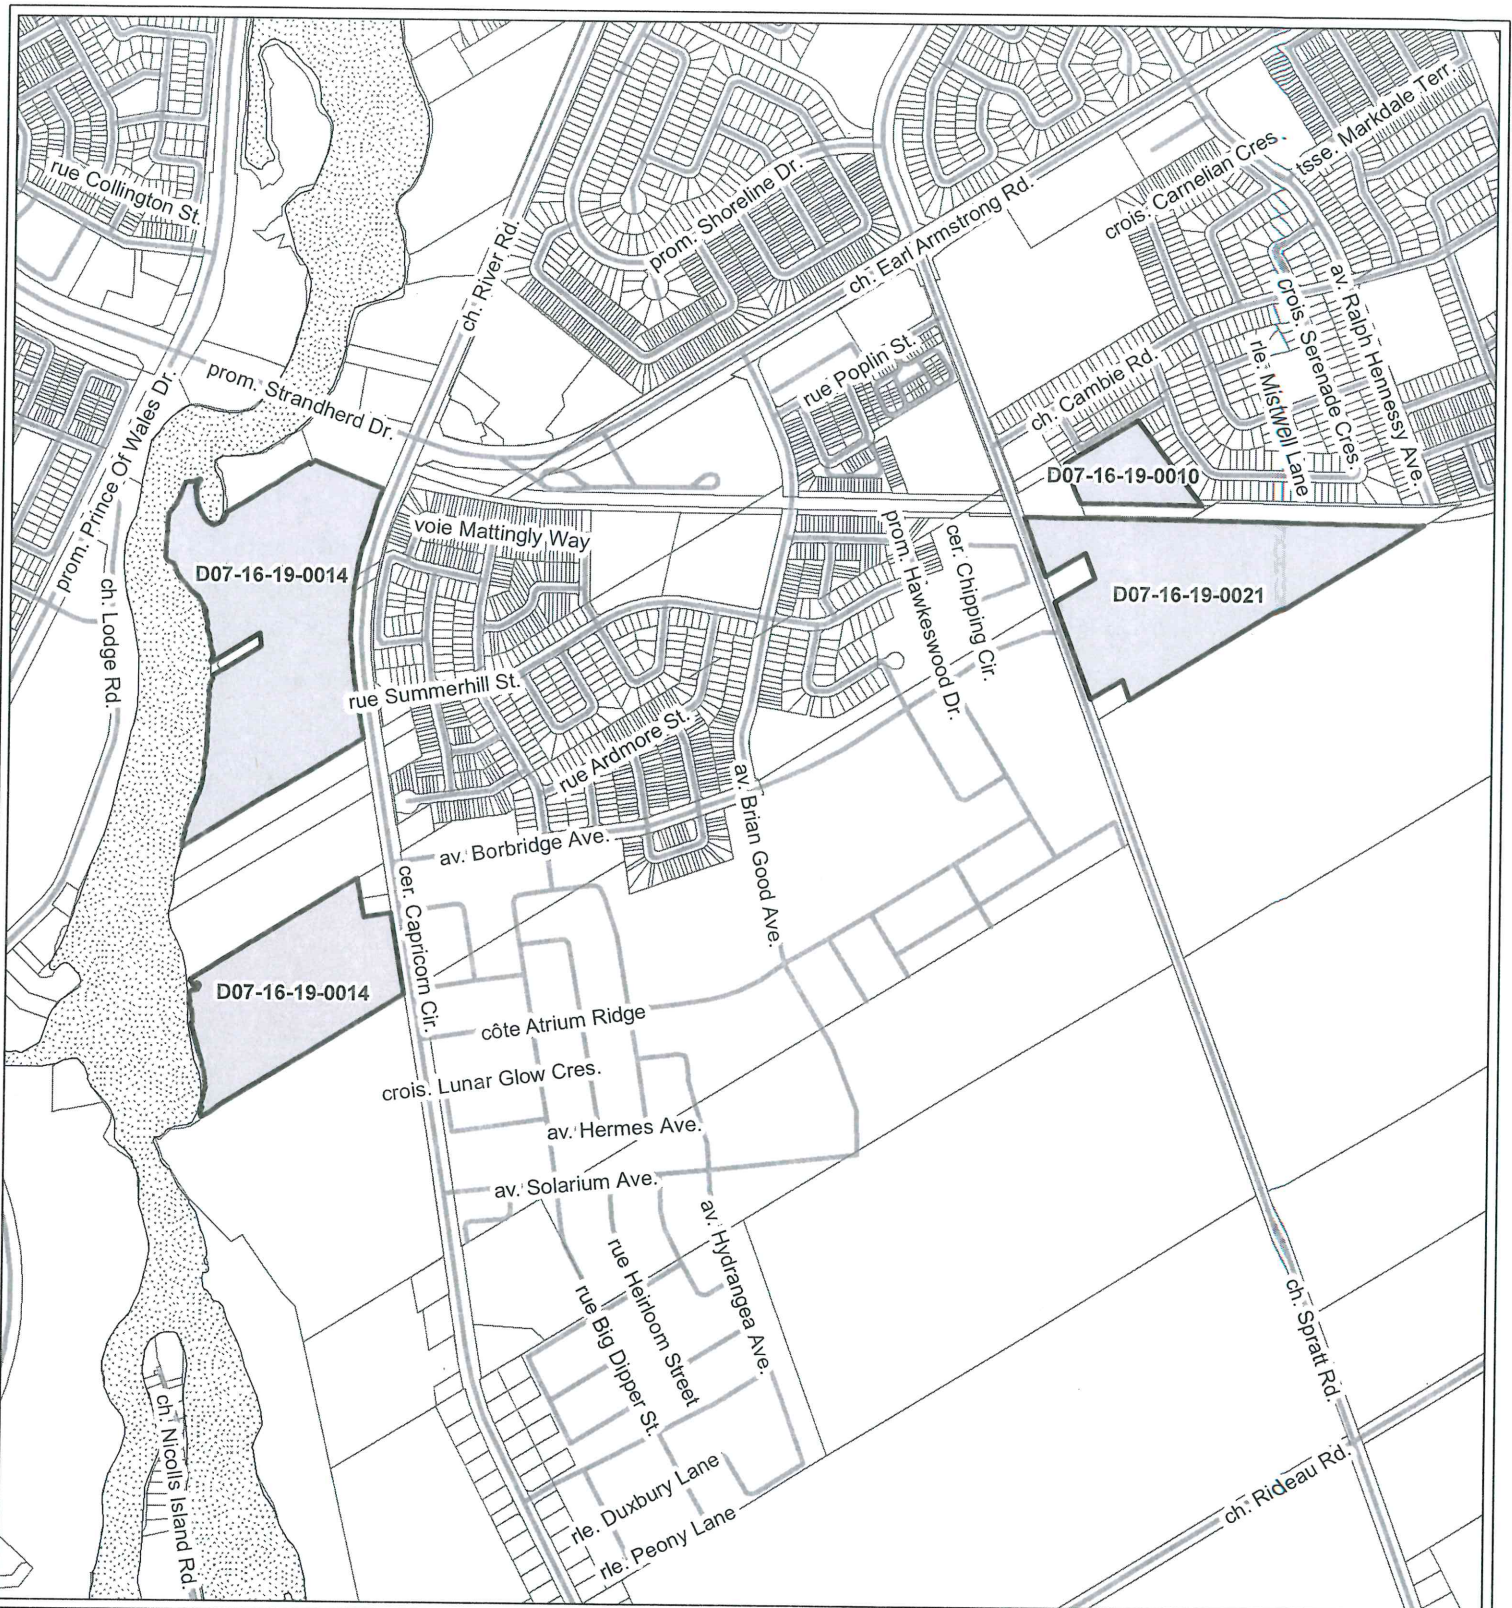 tsse. Markdale Terr.
rue Collington St.
crois. Carnelian Cres.
prom. Shoreline Dr.
ch. Earl Armstrong Rd.
ch. River Rd.
av. Ralph Hennessy Ave.
crois. Serenade Cres.
rue Poplin St.
rle. Mistwell Lane
ch. Camble Rd.
prom. Strandherd Dr.
prom. Prince Of Wales Dr.
D07-16-19-0010
voie Mattingly Way
prom. Hawkeswood Dr.
cer. Chipping Cir.
D07-16-19-0014
ch. Lodge Rd.
D07-16-19-0021
rue Summerhill St.
rue Ardmore St.
av. Brian Good Ave.
av. Borbridge Ave.
cer. Capricorn Cir.
D07-16-19-0014
côte Atrium Ridge
crois. Lunar Glow Cres.
av. Hermes Ave.
av. Solarium Ave.
av. Hydrangea Ave.
rue Heirloom Street
rue Big Dipper St.
ch. Spratt Rd.
ch. Nicolls Island Rd.
rle. Duxbury Lane
ch. Rideau Rd.
rle. Peony Lane